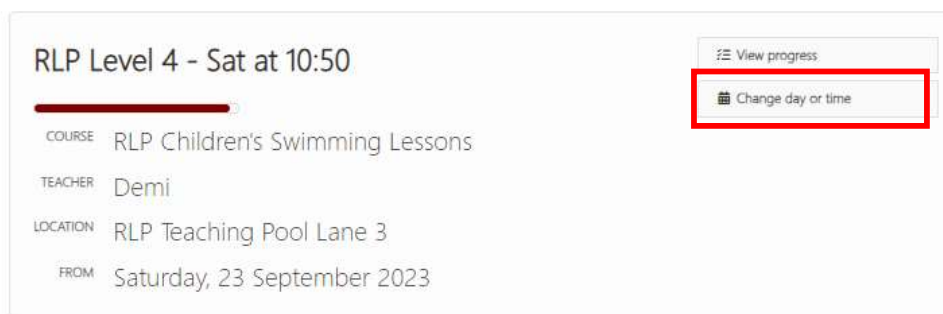 RLP Level 4 - Sat at 10:50
View progress
Change day or time
COURSE RLP Children's Swimming Lessons
TEACHER Demi
LOCATION RLP Teaching Pool Lane 3
FROM Saturday, 23 September 2023